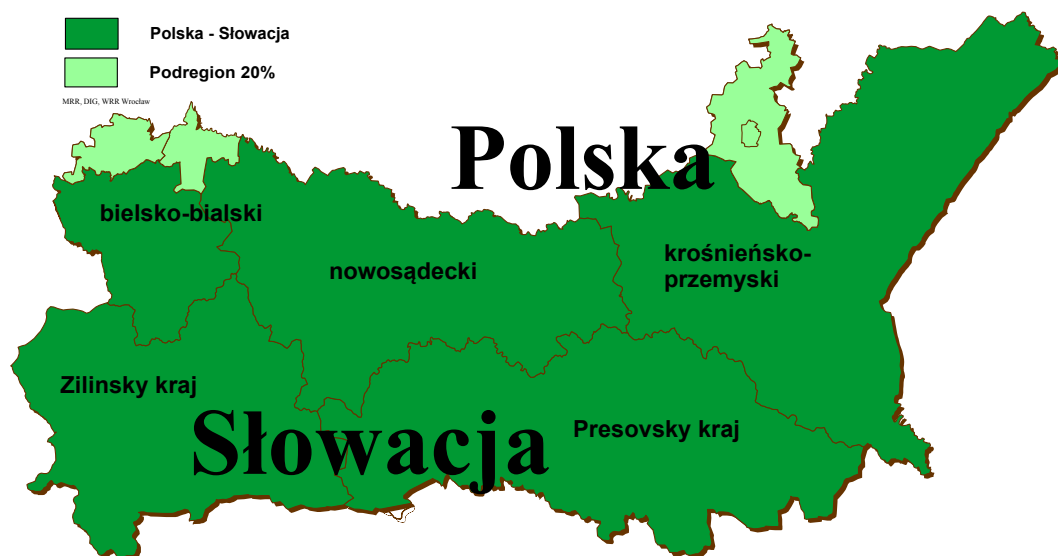 Polska - Słowacja
Podregion 20%
MRR, DIG, WRR Wrocław
Polska
bielsko-bialski
nowosądecki
krośnieńsko-
przemyski
Zilinsky kraj
Słowacja
Presovsky kraj